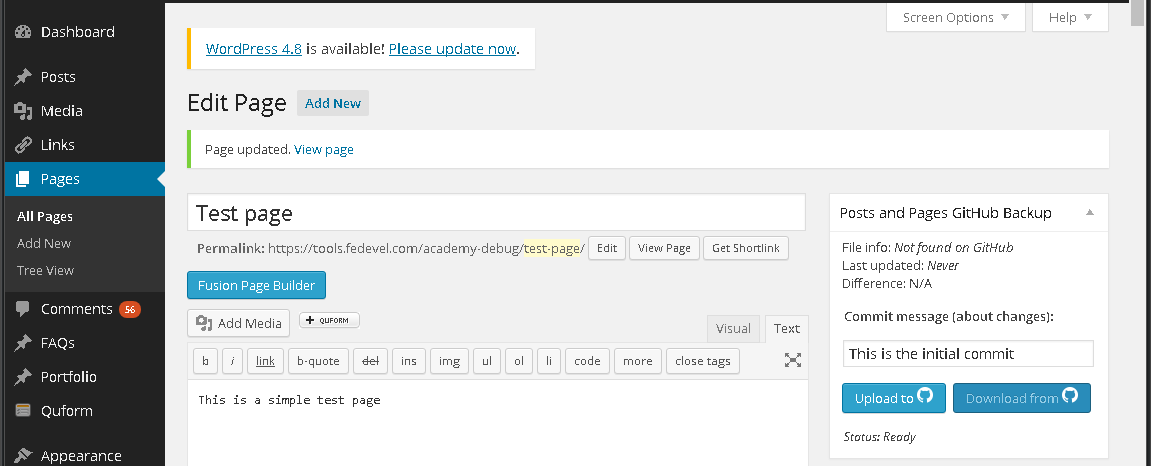 Dashboard
Posts
Media
Links
Pages
All Pages
Add New
Tree View
Comments 56
FAQs
Portfolio
Quform
Appearance
Screen Options
Help
WordPress 4.8 is available! Please update now.
Edit Page Add New
Page updated. View page
Test page
Permalink: https://tools.fedevel.com/academy-debug/test-page/ Edit View Page Get Shortlink
Fusion Page Builder
Add Media + QUFORM
Visual Text
b i link b-quote del ins img ul ol li code more close tags
This is a simple test page
Posts and Pages GitHub Backup
File info: Not found on GitHub
Last updated: Never
Difference: N/A
Commit message (about changes):
This is the initial commit
Upload to Download from
Status: Ready